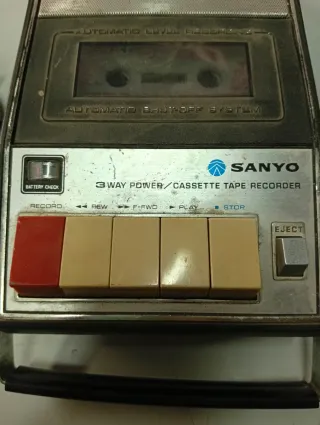 AUTOMATIC LEVEL RECORDING
AUTOMATIC SHUT-OFF SYSTEM
BATTERY CHECK
SANYO
3 WAY POWER/CASSETTE TAPE RECORDER
RECORD ◄◄ REW ►► F-FWD ► PLAY ■ STOP
EJECT